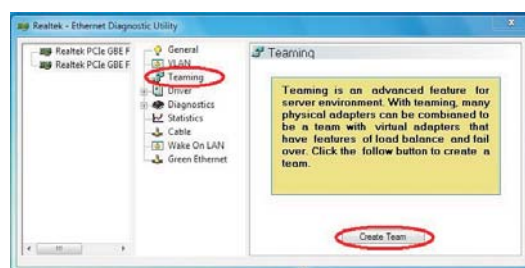 Realtek - Ethernet Diagnostic Utility
Realtek PCIe GBE F
Realtek PCIe GBE F
General
VLAN
Teaming
Driver
Diagnostics
Statistics
Cable
Wake On LAN
Green Ethernet
Teaming
Teaming is an advanced feature for
server environment. With teaming, many
physical adapters can be combianed to
be a team with virtual adapters that
have features of load balance and fail
over. Click the follow button to create a
team.
Create Team